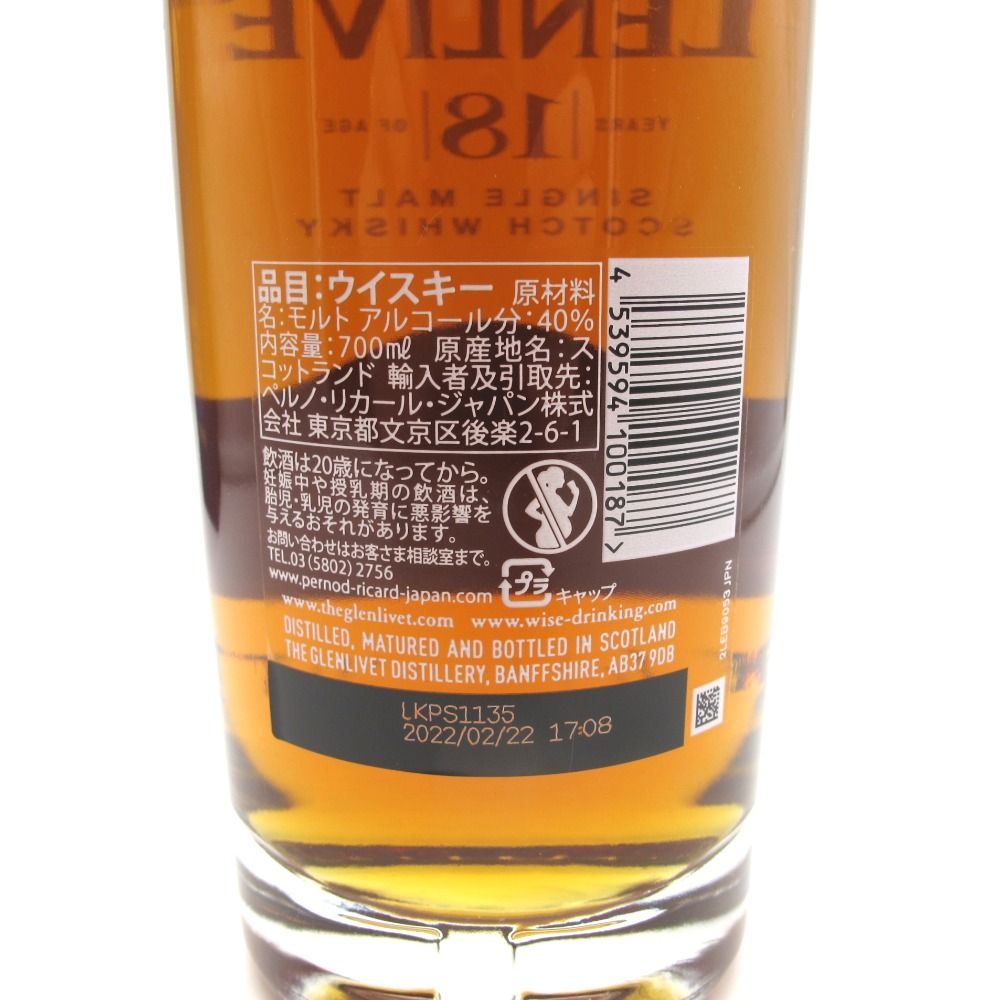 LENLIVE
YEARS 18 OF AGE
SINGLE MALT
SCOTCH WHISKY
品目:ウイスキー 原材料
名:モルト アルコール分:40%
内容量:700mℓ 原産地名:ス
コットランド 輸入者及引取先:
ペルノ・リカール・ジャパン株式
会社 東京都文京区後楽2-6-1
4 539594 100187 >
飲酒は20歳になってから。
妊娠中や授乳期の飲酒は、
胎児・乳児の発育に悪影響を
与えるおそれがあります。
お問い合わせはお客さま相談室まで。
TEL.03 (5802) 2756
www.pernod-ricard-japan.com
プラ キャップ
www.theglenlivet.com www.wise-drinking.com
DISTILLED, MATURED AND BOTTLED IN SCOTLAND
THE GLENLIVET DISTILLERY, BANFFSHIRE, AB37 9DB
2LEB9053 JPN
LKPS1135
2022/02/22 17:08